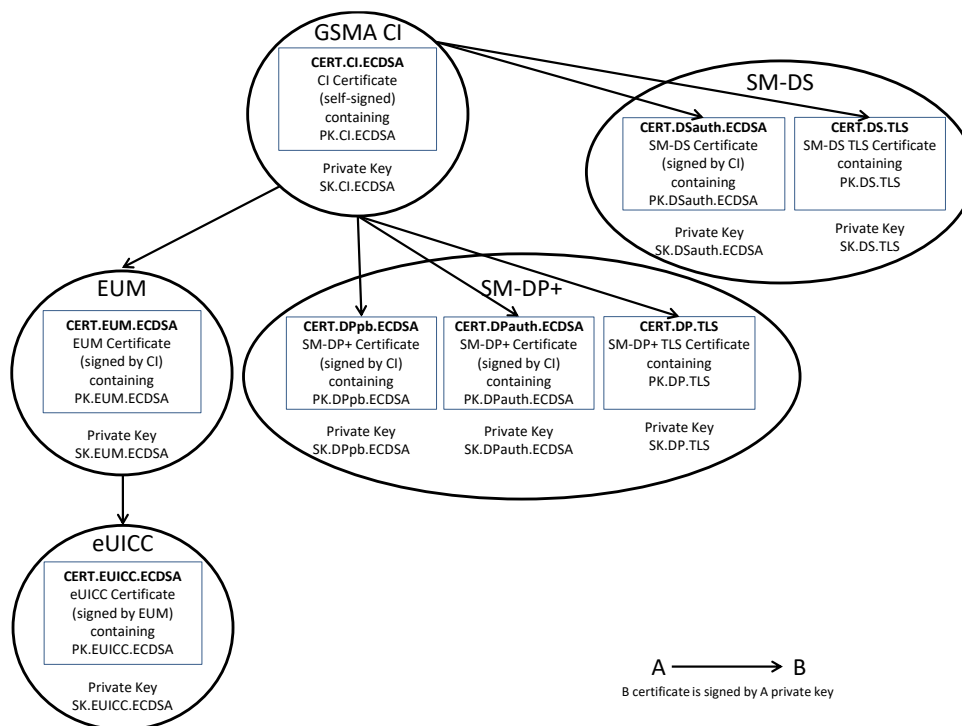 GSMA CI
CERT.CI.ECDSA
CI Certificate
(self-signed)
containing
PK.CI.ECDSA
Private Key
SK.CI.ECDSA
SM-DS
CERT.DSauth.ECDSA
SM-DS Certificate
(signed by CI)
containing
PK.DSauth.ECDSA
Private Key
SK.DSauth.ECDSA
CERT.DS.TLS
SM-DS TLS Certificate
containing
PK.DS.TLS
Private Key
SK.DS.TLS
EUM
CERT.EUM.ECDSA
EUM Certificate
(signed by CI)
containing
PK.EUM.ECDSA
Private Key
SK.EUM.ECDSA
SM-DP+
CERT.DPpb.ECDSA
SM-DP+ Certificate
(signed by CI)
containing
PK.DPpb.ECDSA
Private Key
SK.DPpb.ECDSA
CERT.DPauth.ECDSA
SM-DP+ Certificate
(signed by CI)
containing
PK.DPauth.ECDSA
Private Key
SK.DPauth.ECDSA
CERT.DP.TLS
SM-DP+ TLS Certificate
containing
PK.DP.TLS
Private Key
SK.DP.TLS
eUICC
CERT.EUICC.ECDSA
eUICC Certificate
(signed by EUM)
containing
PK.EUICC.ECDSA
Private Key
SK.EUICC.ECDSA
A B
B certificate is signed by A private key